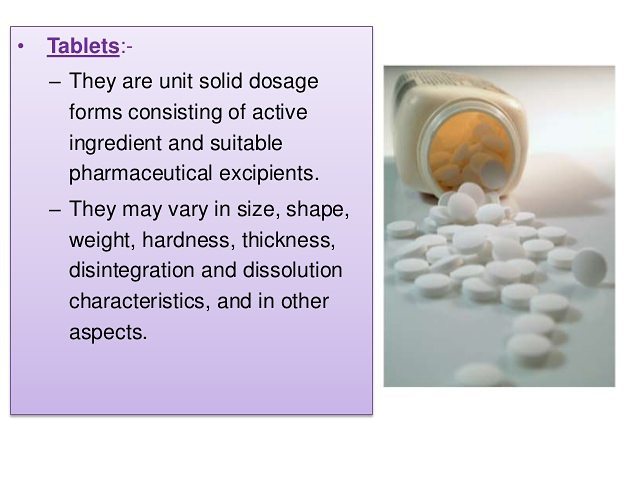 • Tablets:-
– They are unit solid dosage
forms consisting of active
ingredient and suitable
pharmaceutical excipients.
– They may vary in size, shape,
weight, hardness, thickness,
disintegration and dissolution
characteristics, and in other
aspects.